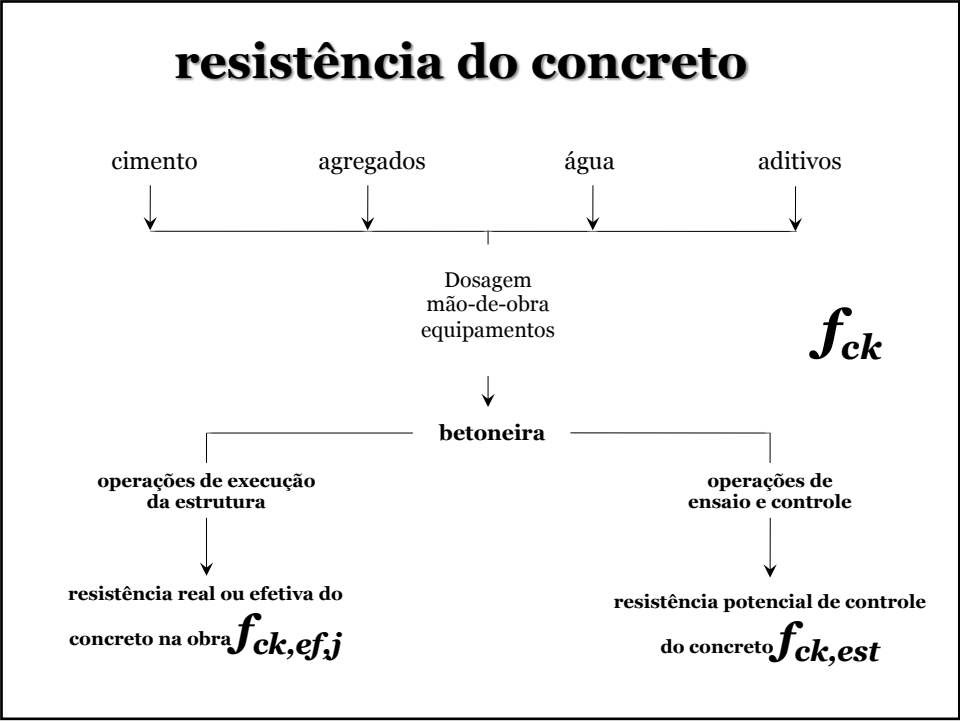 resistência do concreto
cimento agregados água aditivos
Dosagem
mão-de-obra
equipamentos
fck
betoneira
operações de execução
da estrutura
operações de
ensaio e controle
resistência real ou efetiva do
concreto na obra fck,ef,j
resistência potencial de controle
do concreto fck,est